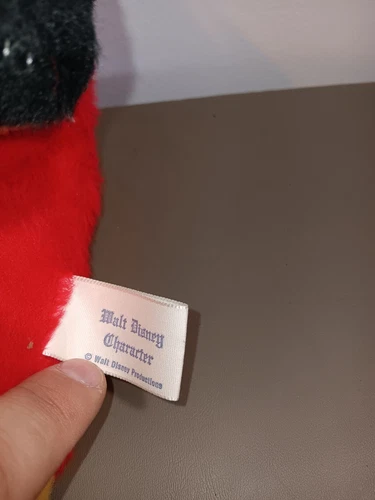 Walt Disney
Character
© Walt Disney Productions